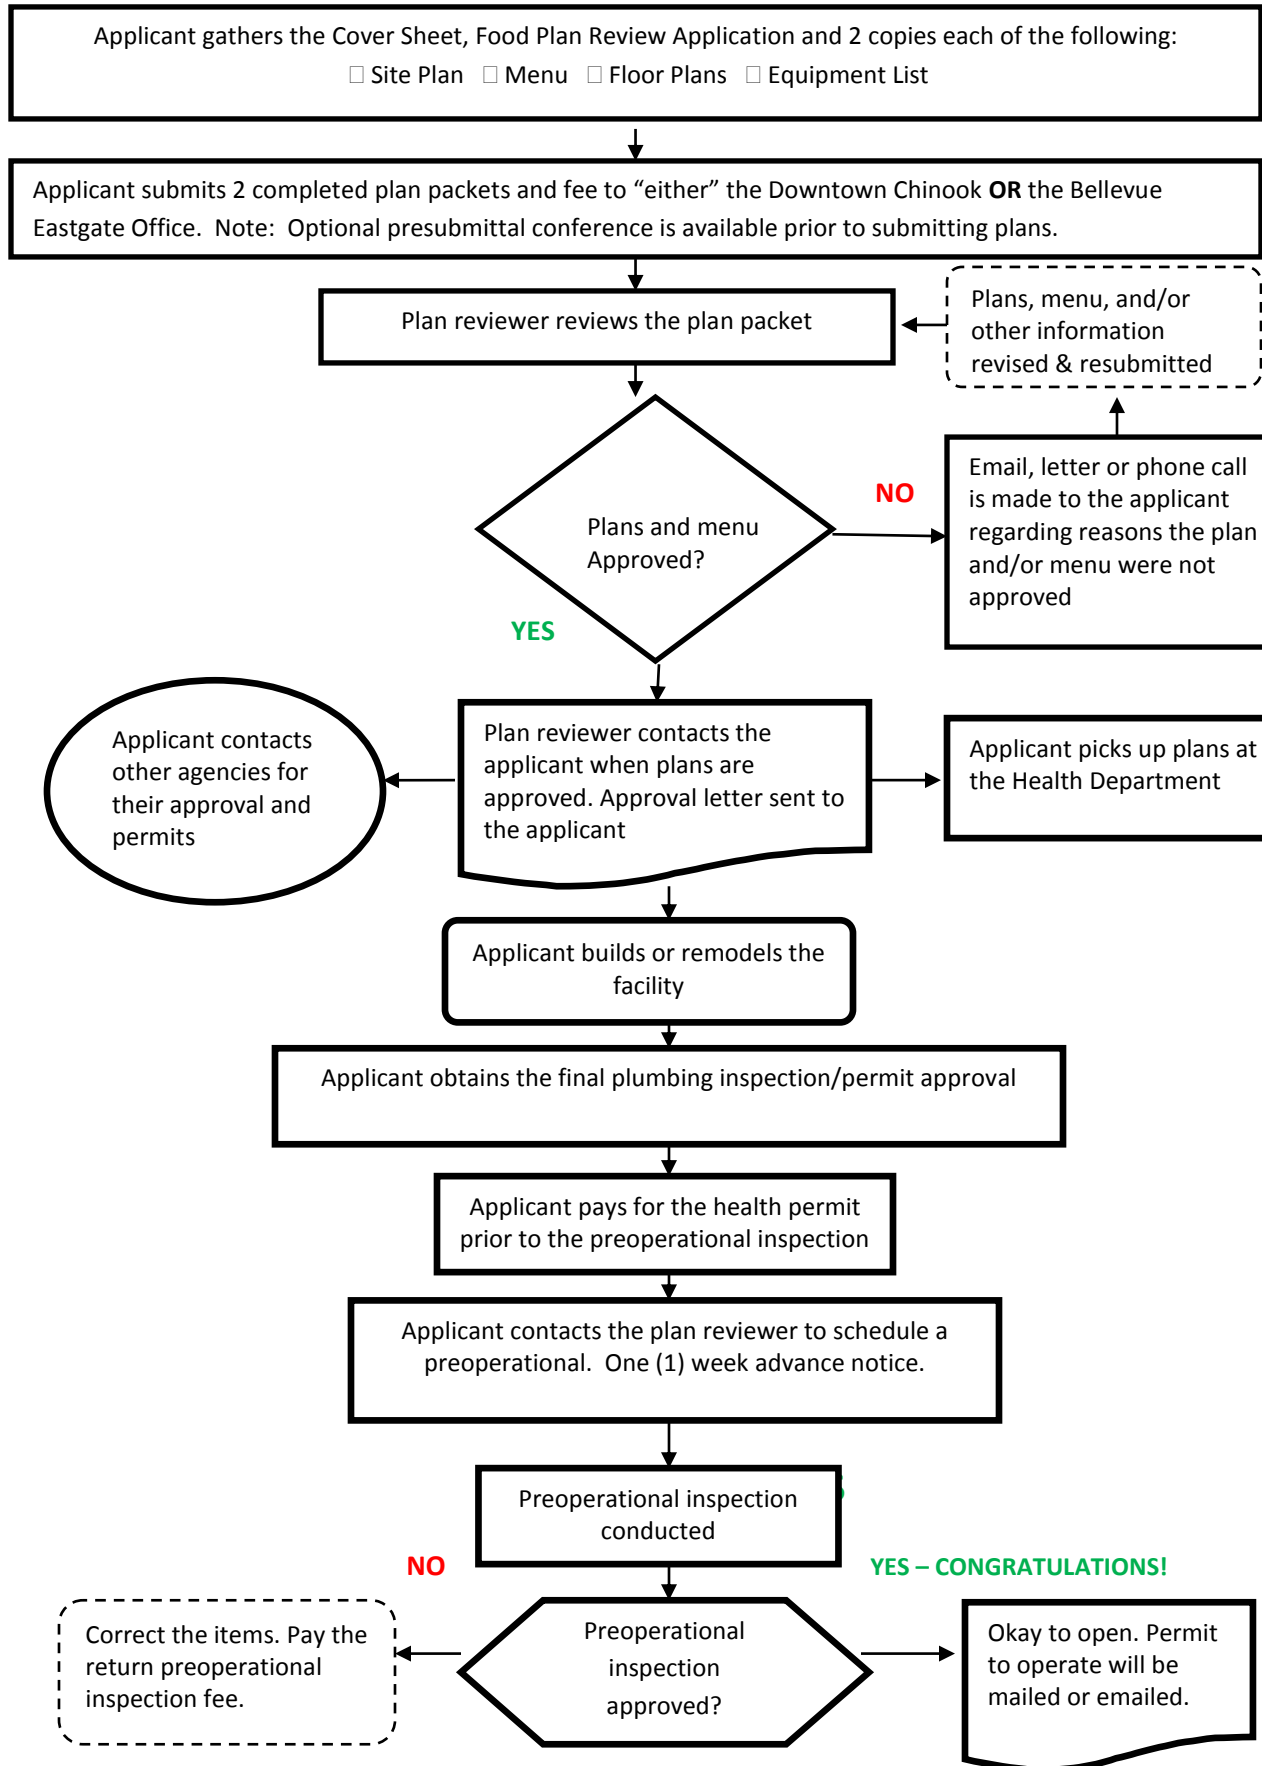 Applicant gathers the Cover Sheet, Food Plan Review Application and 2 copies each of the following:
□ Site Plan □ Menu □ Floor Plans □ Equipment List
Applicant submits 2 completed plan packets and fee to “either” the Downtown Chinook OR the Bellevue
Eastgate Office. Note: Optional presubmittal conference is available prior to submitting plans.
Plan reviewer reviews the plan packet
Plans, menu, and/or
other information
revised & resubmitted
Plans and menu
Approved?
NO
Email, letter or phone call
is made to the applicant
regarding reasons the plan
and/or menu were not
approved
YES
Applicant contacts
other agencies for
their approval and
permits
Plan reviewer contacts the
applicant when plans are
approved. Approval letter sent to
the applicant
Applicant picks up plans at
the Health Department
Applicant builds or remodels the
facility
Applicant obtains the final plumbing inspection/permit approval
Applicant pays for the health permit
prior to the preoperational inspection
Applicant contacts the plan reviewer to schedule a
preoperational. One (1) week advance notice.
Preoperational inspection
conducted
NO
YES – CONGRATULATIONS!
Correct the items. Pay the
return preoperational
inspection fee.
Preoperational
inspection
approved?
Okay to open. Permit
to operate will be
mailed or emailed.